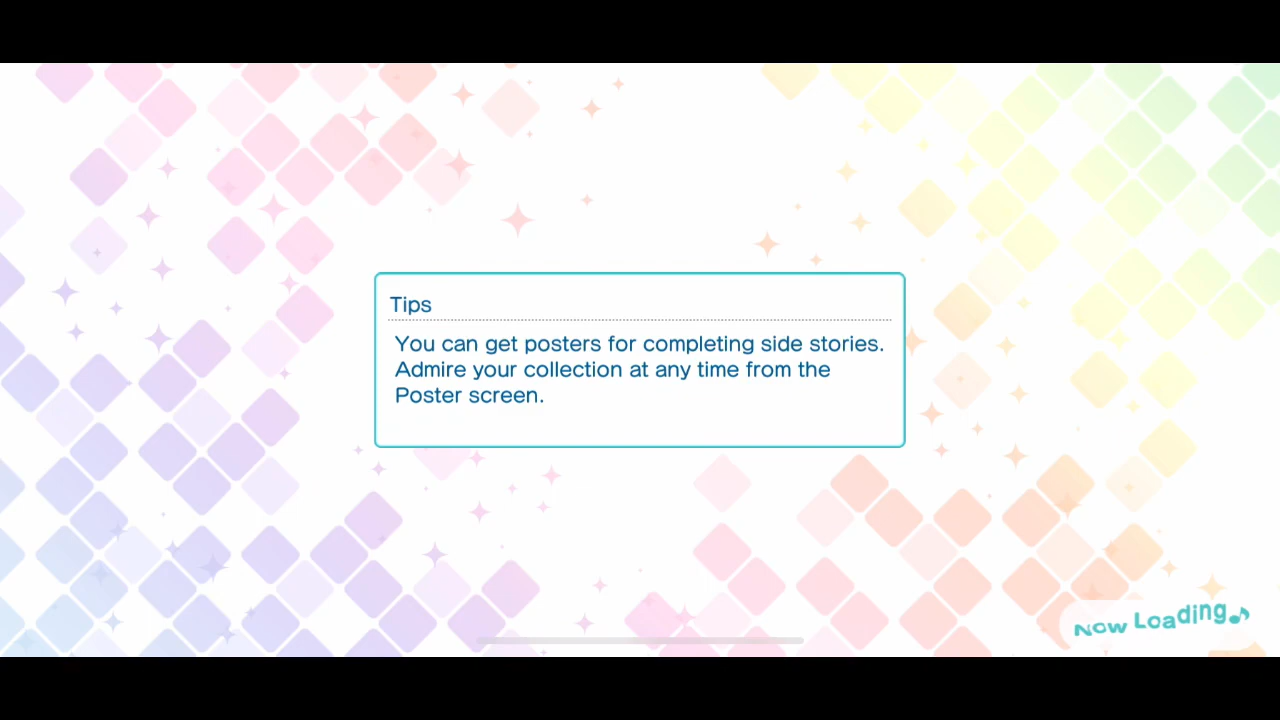 Tips
You can get posters for completing side stories.
Admire your collection at any time from the
Poster screen.
Now Loading♪